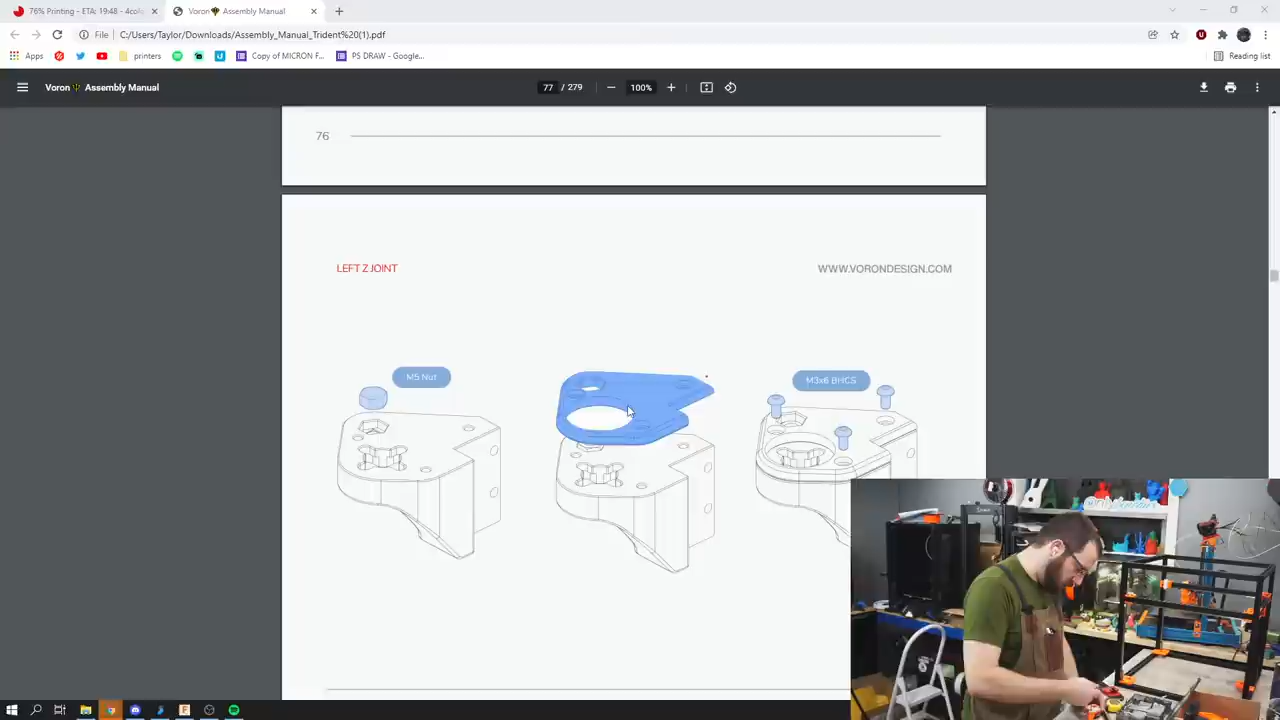 76% Printing - ETA: 19:48 - 4col
Voron Assembly Manual
File C:/Users/Taylor/Downloads/Assembly_Manual_Trident%20(1).pdf
Apps
printers
Copy of MICRON F...
PS DRAW - Google...
Reading list
Voron Assembly Manual
77 / 279
100%
76
LEFT Z JOINT
WWW.VORONDESIGN.COM
M5 Nut
M3x6 BHCS